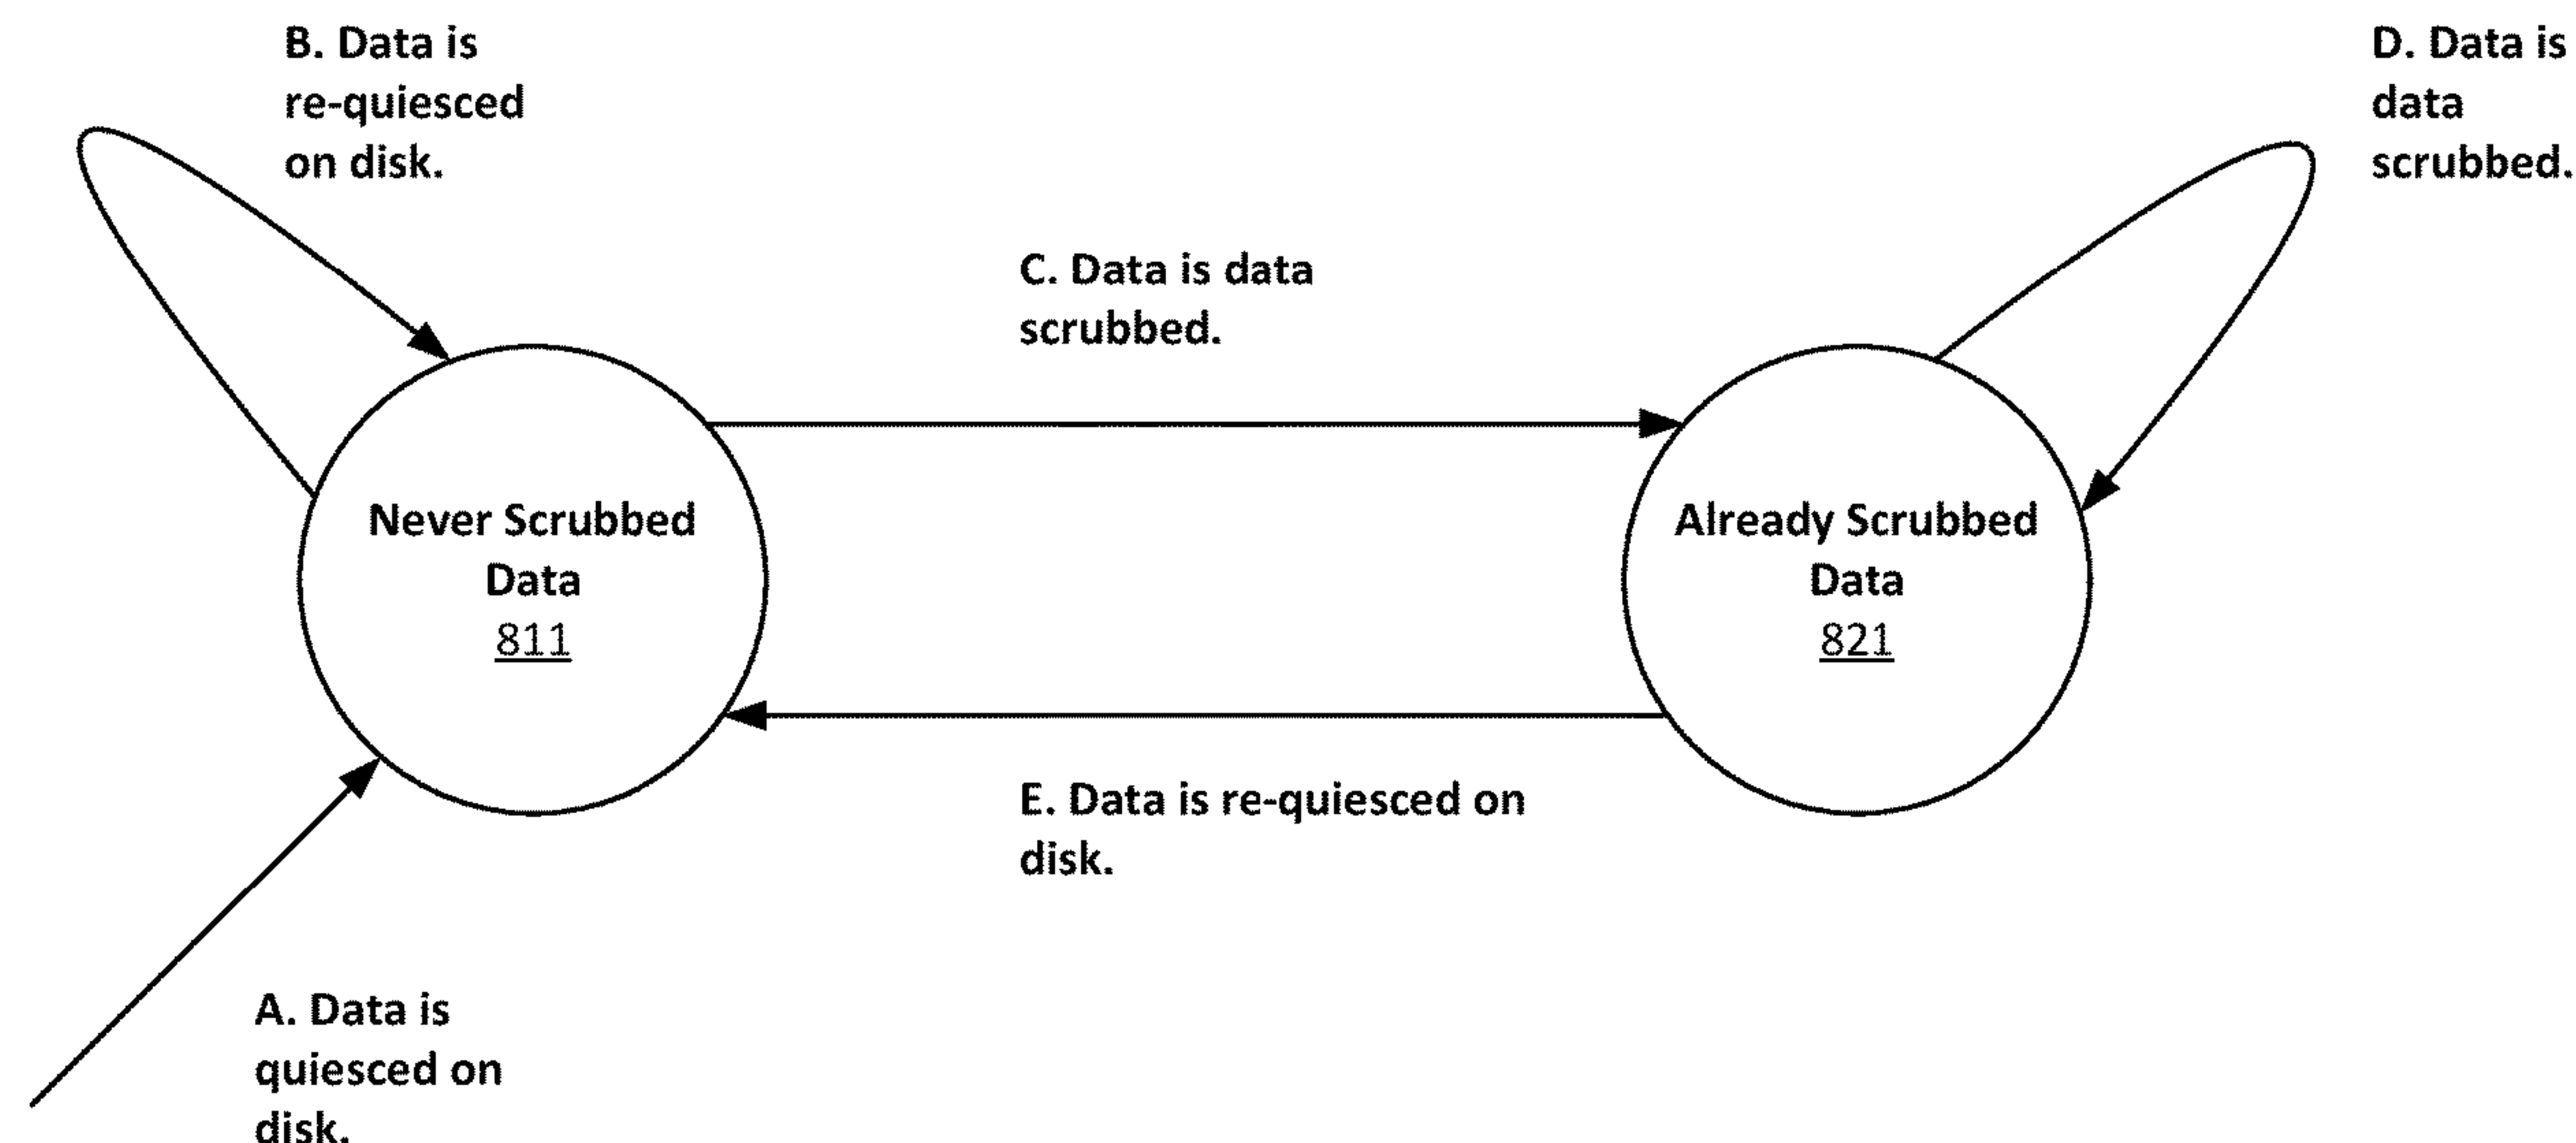 B. Data is
re-quiesced
on disk.
D. Data is
data
scrubbed.
C. Data is data
scrubbed.
Never Scrubbed
Data
811
Already Scrubbed
Data
821
E. Data is re-quiesced on
disk.
A. Data is
quiesced on
disk.